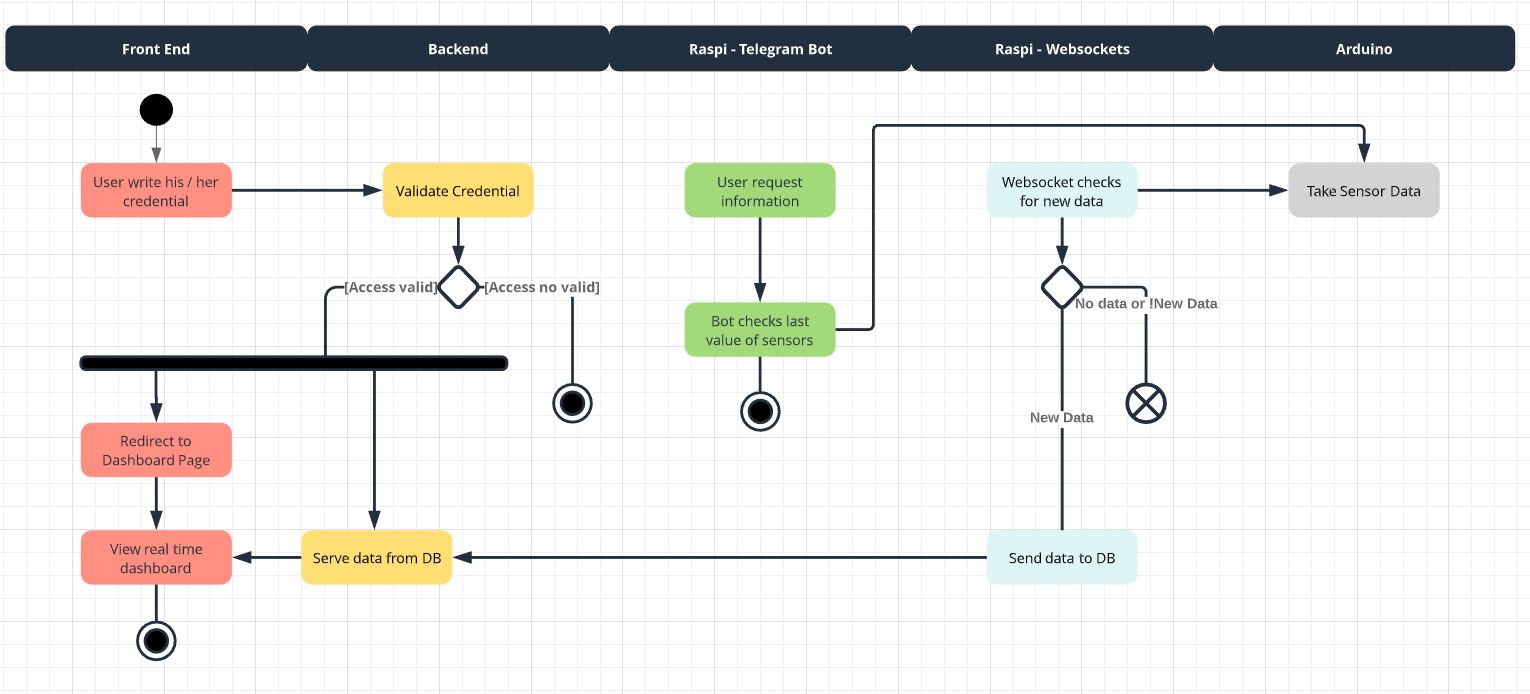 Front End
Backend
Raspi - Telegram Bot
Raspi - Websockets
Arduino
User write his / her
credential
Validate Credential
User request
information
Websocket checks
for new data
Take Sensor Data
[Access valid]
[Access no valid]
No data or !New Data
Bot checks last
value of sensors
New Data
Redirect to
Dashboard Page
View real time
dashboard
Serve data from DB
Send data to DB